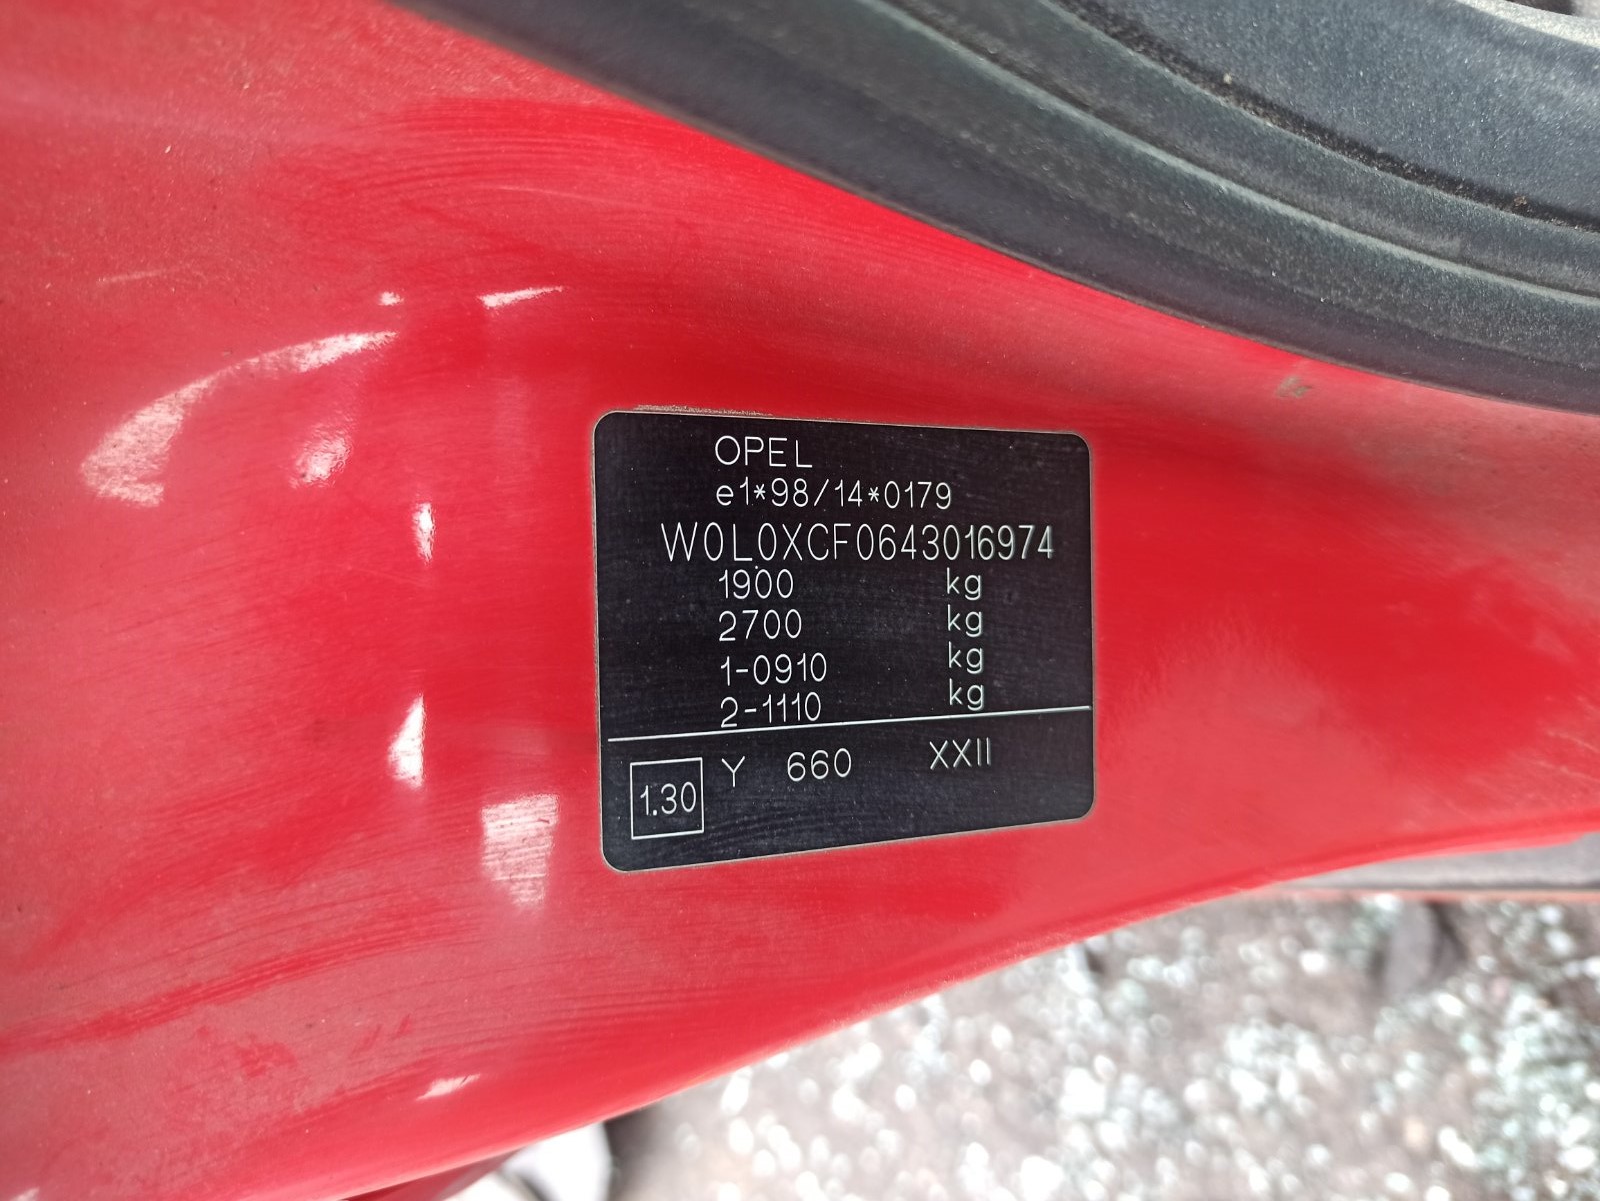 OPEL
e1*98/14*0179
W0L0XCF0643016974
1900 kg
2700 kg
1-0910 kg
2-1110 kg
1.30 Y 660 XXII